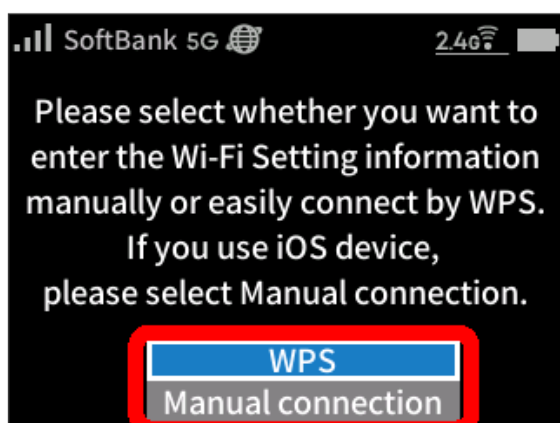 SoftBank 5G 2.4G
Please select whether you want to
enter the Wi-Fi Setting information
manually or easily connect by WPS.
If you use iOS device,
please select Manual connection.
WPS
Manual connection